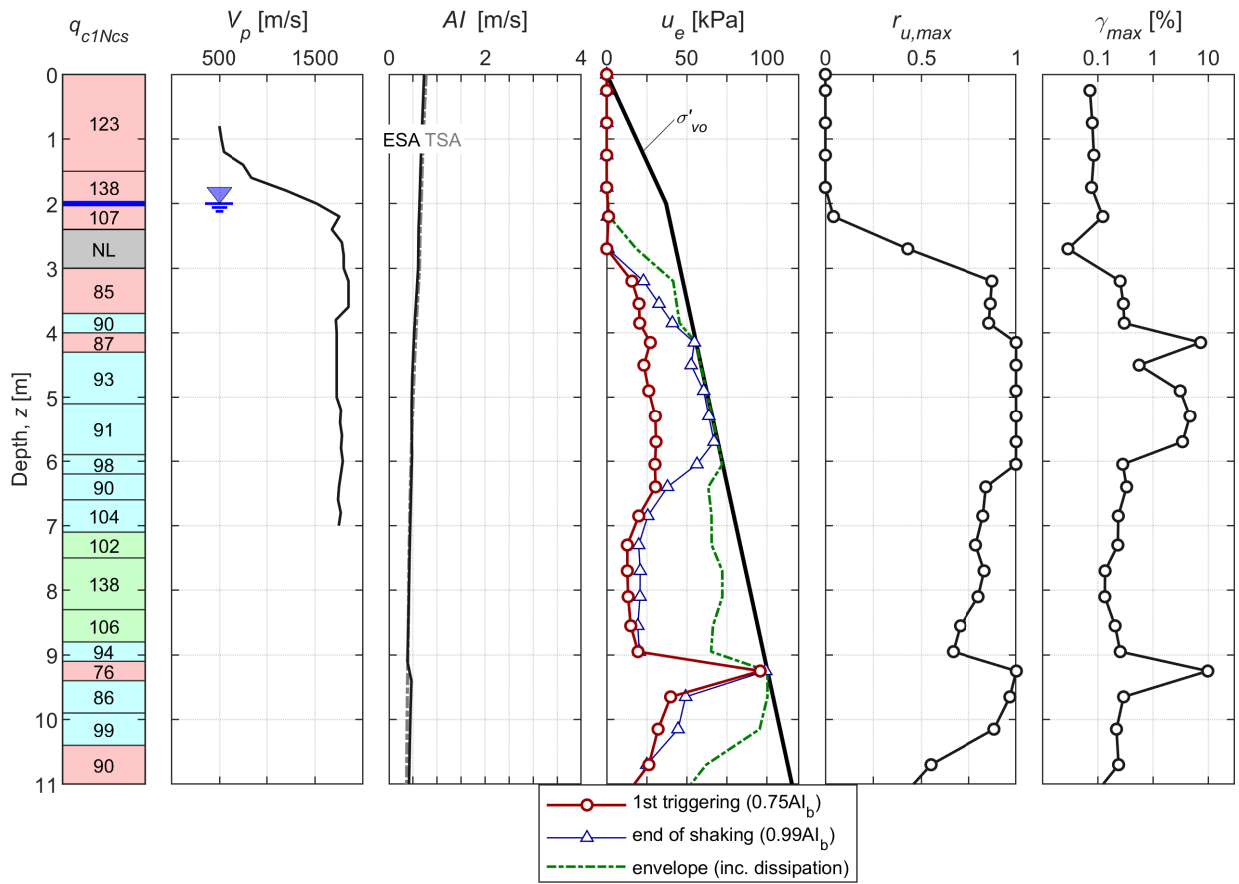 q_c1Ncs
V_p [m/s]
AI [m/s]
u_e [kPa]
r_u,max
γ_max [%]
500 1500
0 2 4
0 50 100
0 0.5 1
0.1 1 10
0
1
2
3
4
5
6
7
8
9
10
11
Depth, z [m]
123
138
107
NL
85
90
87
93
91
98
90
104
102
138
106
94
76
86
99
90
ESA TSA
σ'_vo
1st triggering (0.75AI_b)
end of shaking (0.99AI_b)
envelope (inc. dissipation)